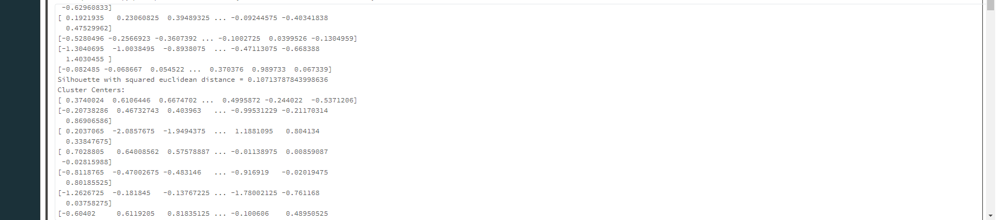 -0.62960833]
[ 0.1921935   0.23060825  0.39489325 ... -0.09244575 -0.40341838
  0.47529962]
[-0.5280496 -0.2566923 -0.3607392 ... -0.1002725  0.0399526 -0.1304959]
[-1.3040695  -1.0038495  -0.8938075  ... -0.47113075 -0.668388
  1.4030455 ]
[-0.082485 -0.068667  0.054522 ...  0.370376  0.989733  0.067339]
Silhouette with squared euclidean distance = 0.10713787843998636
Cluster Centers:
[ 0.3740024  0.6106446  0.6674702 ...  0.4995872 -0.244022  -0.5371206]
[-0.20738286  0.46732743  0.403963   ... -0.99531229 -0.21170314
  0.86906586]
[ 0.2037065  -2.0857675  -1.9494375  ...  1.1881095   0.804134
  0.33847675]
[ 0.7028805   0.64008562  0.57578887 ... -0.01138975  0.00859087
 -0.02815988]
[-0.8118765  -0.47002675 -0.483146   ... -0.916919   -0.02019475
  0.80185525]
[-1.2626725  -0.181845   -0.13767225 ... -1.78002125 -0.761168
  0.03758275]
[-0.60402     0.6119205   0.81835125 ... -0.100606    0.48950525